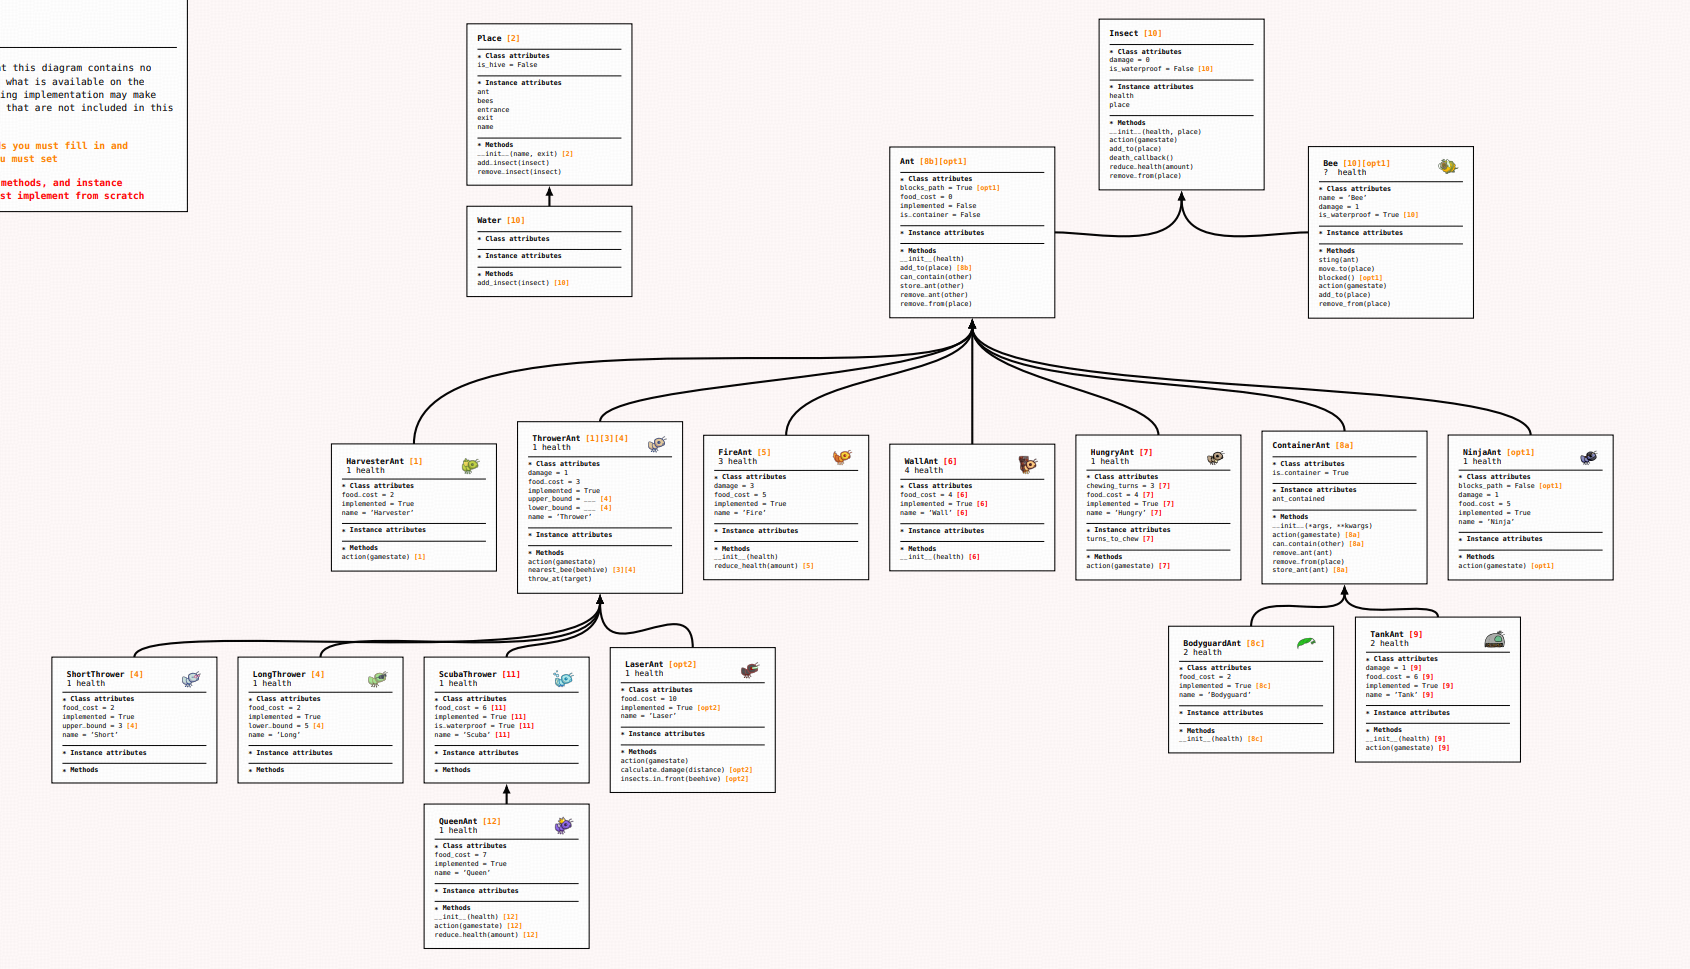 t this diagram contains no
what is available on the
ing implementation may make
that are not included in this
s you must fill in and
u must set
methods, and instance
st implement from scratch
Place [2]
* Class attributes
is_hive = False
* Instance attributes
ant
bees
entrance
exit
name
* Methods
__init__(name, exit) [2]
add_insect(insect)
remove_insect(insect)
Water [10]
* Class attributes
* Instance attributes
* Methods
add_insect(insect) [10]
Insect [10]
* Class attributes
damage = 0
is_waterproof = False [10]
* Instance attributes
health
place
* Methods
__init__(health, place)
action(gamestate)
add_to(place)
death_callback()
reduce_health(amount)
remove_from(place)
Ant [8b][opt1]
* Class attributes
blocks_path = True [opt1]
food_cost = 0
implemented = False
is_container = False
* Instance attributes
* Methods
__init__(health)
add_to(place) [8b]
can_contain(other)
store_ant(other)
remove_ant(other)
remove_from(place)
Bee [10][opt1]
? health
* Class attributes
name = 'Bee'
damage = 1
is_waterproof = True [10]
* Instance attributes
* Methods
sting(ant)
move_to(place)
blocked() [opt1]
action(gamestate)
add_to(place)
remove_from(place)
HarvesterAnt [1]
1 health
* Class attributes
food_cost = 2
implemented = True
name = 'Harvester'
* Instance attributes
* Methods
action(gamestate) [1]
ThrowerAnt [1][3][4]
1 health
* Class attributes
damage = 1
food_cost = 3
implemented = True
upper_bound = ___ [4]
lower_bound = ___ [4]
name = 'Thrower'
* Instance attributes
* Methods
action(gamestate)
nearest_bee(beehive) [3][4]
throw_at(target)
FireAnt [5]
3 health
* Class attributes
damage = 3
food_cost = 5
implemented = True
name = 'Fire'
* Instance attributes
* Methods
__init__(health)
reduce_health(amount) [5]
WallAnt [6]
4 health
* Class attributes
food_cost = 4 [6]
implemented = True [6]
name = 'Wall' [6]
* Instance attributes
* Methods
__init__(health) [6]
HungryAnt [7]
1 health
* Class attributes
chewing_turns = 3 [7]
food_cost = 4 [7]
implemented = True [7]
name = 'Hungry' [7]
* Instance attributes
turns_to_chew [7]
* Methods
action(gamestate) [7]
ContainerAnt [8a]
* Class attributes
is_container = True
* Instance attributes
ant_contained
* Methods
__init__(*args, **kwargs)
action(gamestate) [8a]
can_contain(other) [8a]
remove_ant(ant)
remove_from(place)
store_ant(ant) [8a]
NinjaAnt [opt1]
1 health
* Class attributes
blocks_path = False [opt1]
damage = 1
food_cost = 5
implemented = True
name = 'Ninja'
* Instance attributes
* Methods
action(gamestate) [opt1]
ShortThrower [4]
1 health
* Class attributes
food_cost = 2
implemented = True
upper_bound = 3 [4]
name = 'Short'
* Instance attributes
* Methods
LongThrower [4]
1 health
* Class attributes
food_cost = 2
implemented = True
lower_bound = 5 [4]
name = 'Long'
* Instance attributes
* Methods
ScubaThrower [11]
1 health
* Class attributes
food_cost = 6 [11]
implemented = True [11]
is_waterproof = True [11]
name = 'Scuba' [11]
* Instance attributes
* Methods
LaserAnt [opt2]
1 health
* Class attributes
food_cost = 10
implemented = True [opt2]
name = 'Laser'
* Instance attributes
* Methods
action(gamestate)
calculate_damage(distance) [opt2]
insects_in_front(beehive) [opt2]
BodyguardAnt [8c]
2 health
* Class attributes
food_cost = 2
implemented = True [8c]
name = 'Bodyguard'
* Instance attributes
* Methods
__init__(health) [8c]
TankAnt [9]
2 health
* Class attributes
damage = 1 [9]
food_cost = 6 [9]
implemented = True [9]
name = 'Tank' [9]
* Instance attributes
* Methods
__init__(health) [9]
action(gamestate) [9]
QueenAnt [12]
1 health
* Class attributes
food_cost = 7
implemented = True
name = 'Queen'
* Instance attributes
* Methods
__init__(health) [12]
action(gamestate) [12]
reduce_health(amount) [12]